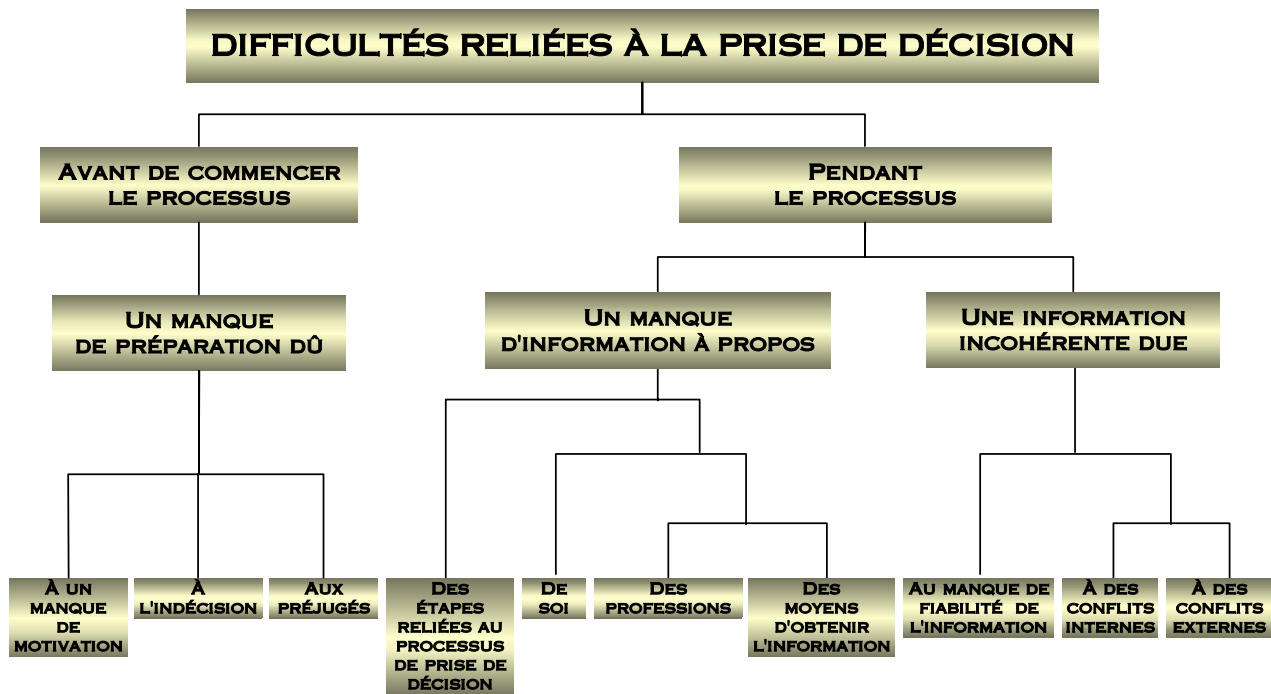 DIFFICULTÉS RELIÉES À LA PRISE DE DÉCISION
AVANT DE COMMENCER
LE PROCESSUS
PENDANT
LE PROCESSUS
UN MANQUE
DE PRÉPARATION DÛ
UN MANQUE
D'INFORMATION À PROPOS
UNE INFORMATION
INCOHÉRENTE DUE
À UN
MANQUE
DE
MOTIVATION
À
L'INDÉCISION
AUX
PRÉJUGÉS
DES
ÉTAPES
RELIÉES AU
PROCESSUS
DE PRISE DE
DÉCISION
DE
SOI
DES
PROFESSIONS
DES
MOYENS
D'OBTENIR
L'INFORMATION
AU MANQUE DE
FIABILITÉ DE
L'INFORMATION
À DES
CONFLITS
INTERNES
À DES
CONFLITS
EXTERNES